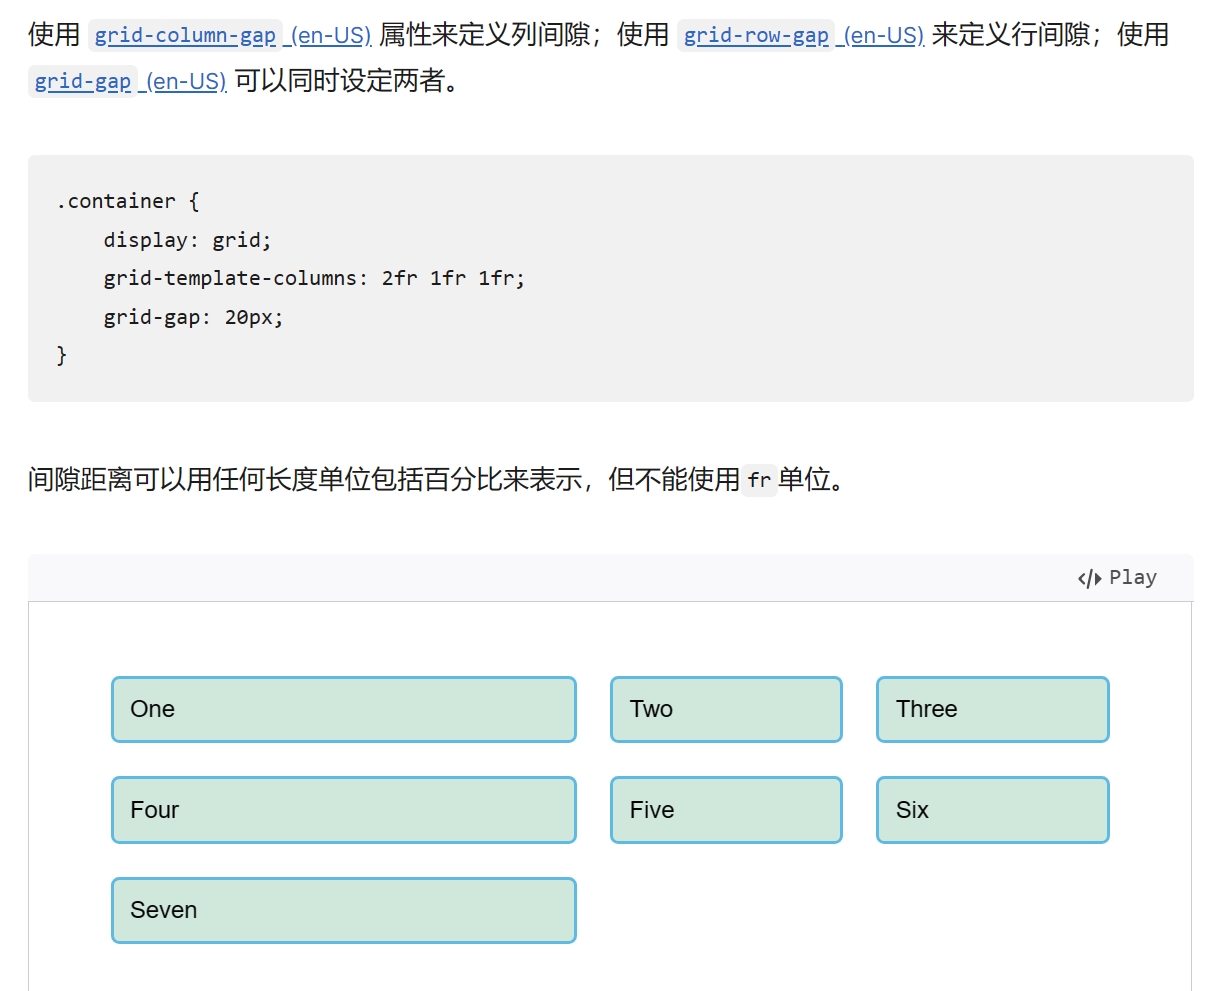 使用 grid-column-gap (en-US) 属性来定义列间隙；使用 grid-row-gap (en-US) 来定义行间隙；使用
grid-gap (en-US) 可以同时设定两者。
.container {
    display: grid;
    grid-template-columns: 2fr 1fr 1fr;
    grid-gap: 20px;
}
间隙距离可以用任何长度单位包括百分比来表示，但不能使用fr单位。
Play
One Two Three
Four Five Six
Seven